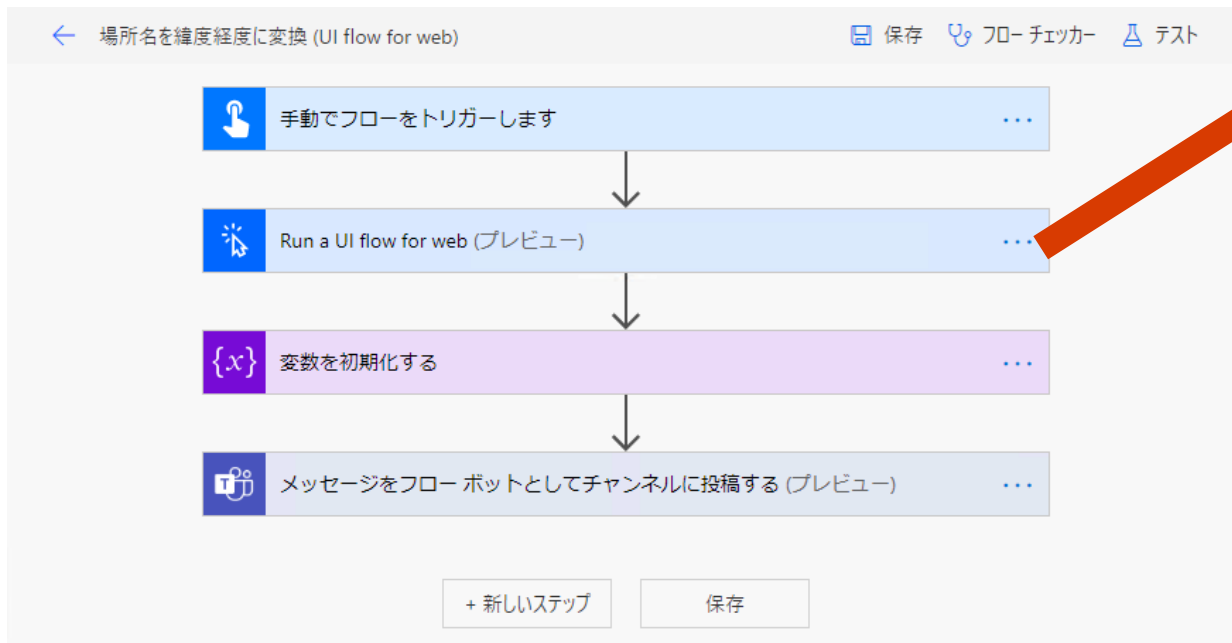 場所名を緯度経度に変換 (UI flow for web)
保存 フロー チェッカー テスト
手動でフローをトリガーします
Run a UI flow for web (プレビュー)
{x} 変数を初期化する
メッセージをフロー ボットとしてチャンネルに投稿する (プレビュー)
+ 新しいステップ 保存